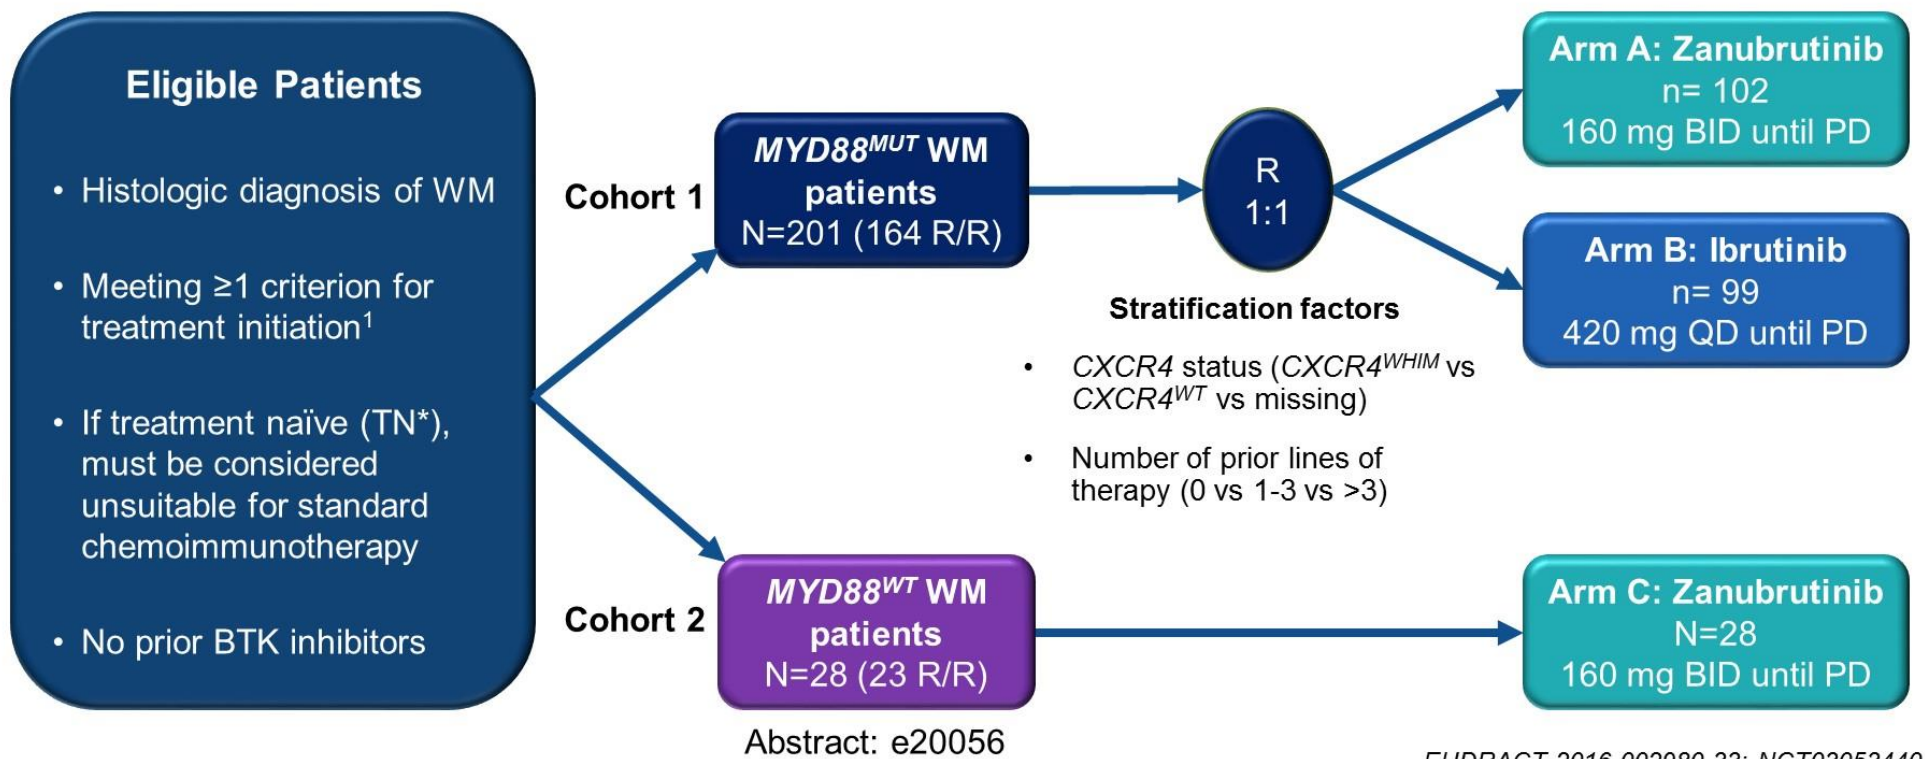 Eligible Patients
• Histologic diagnosis of WM
• Meeting ≥1 criterion for
treatment initiation1
• If treatment naïve (TN*),
must be considered
unsuitable for standard
chemoimmunotherapy
• No prior BTK inhibitors
Cohort 1
MYD88MUT WM
patients
N=201 (164 R/R)
R
1:1
Stratification factors
• CXCR4 status (CXCR4WHIM vs
CXCR4WT vs missing)
• Number of prior lines of
therapy (0 vs 1-3 vs >3)
Arm A: Zanubrutinib
n= 102
160 mg BID until PD
Arm B: Ibrutinib
n= 99
420 mg QD until PD
Cohort 2
MYD88WT WM
patients
N=28 (23 R/R)
Abstract: e20056
Arm C: Zanubrutinib
N=28
160 mg BID until PD